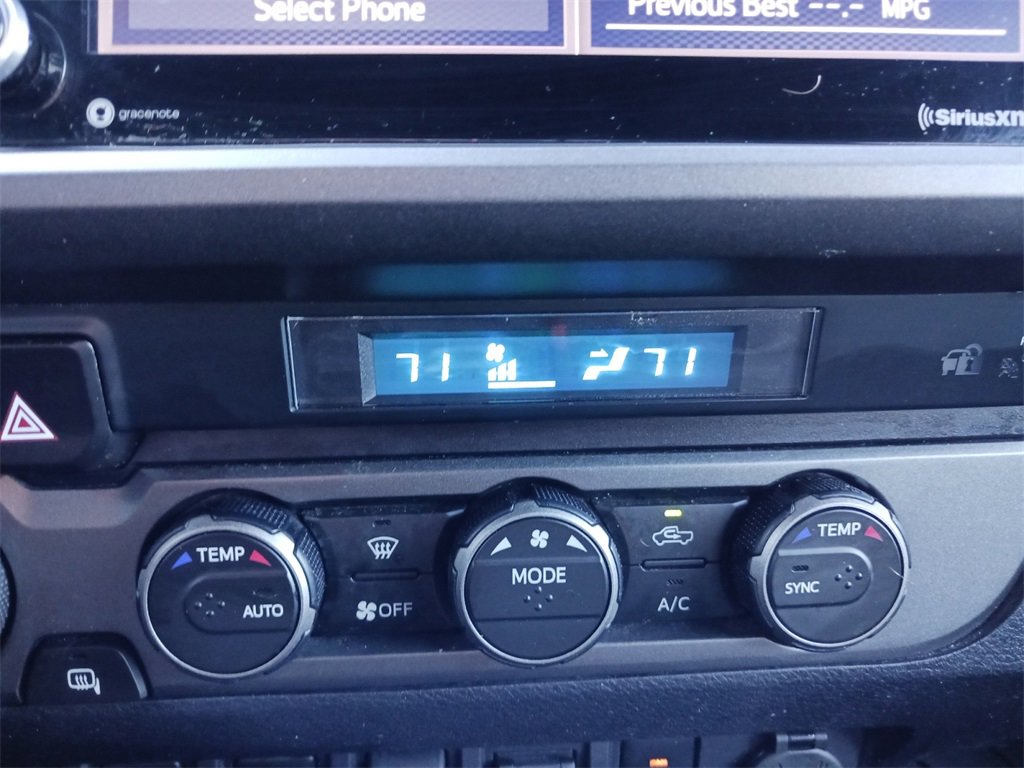 Select Phone
Previous Best --.- MPG
gracenote
SiriusXM
71 71
TEMP
AUTO
OFF
MODE
A/C
TEMP
SYNC